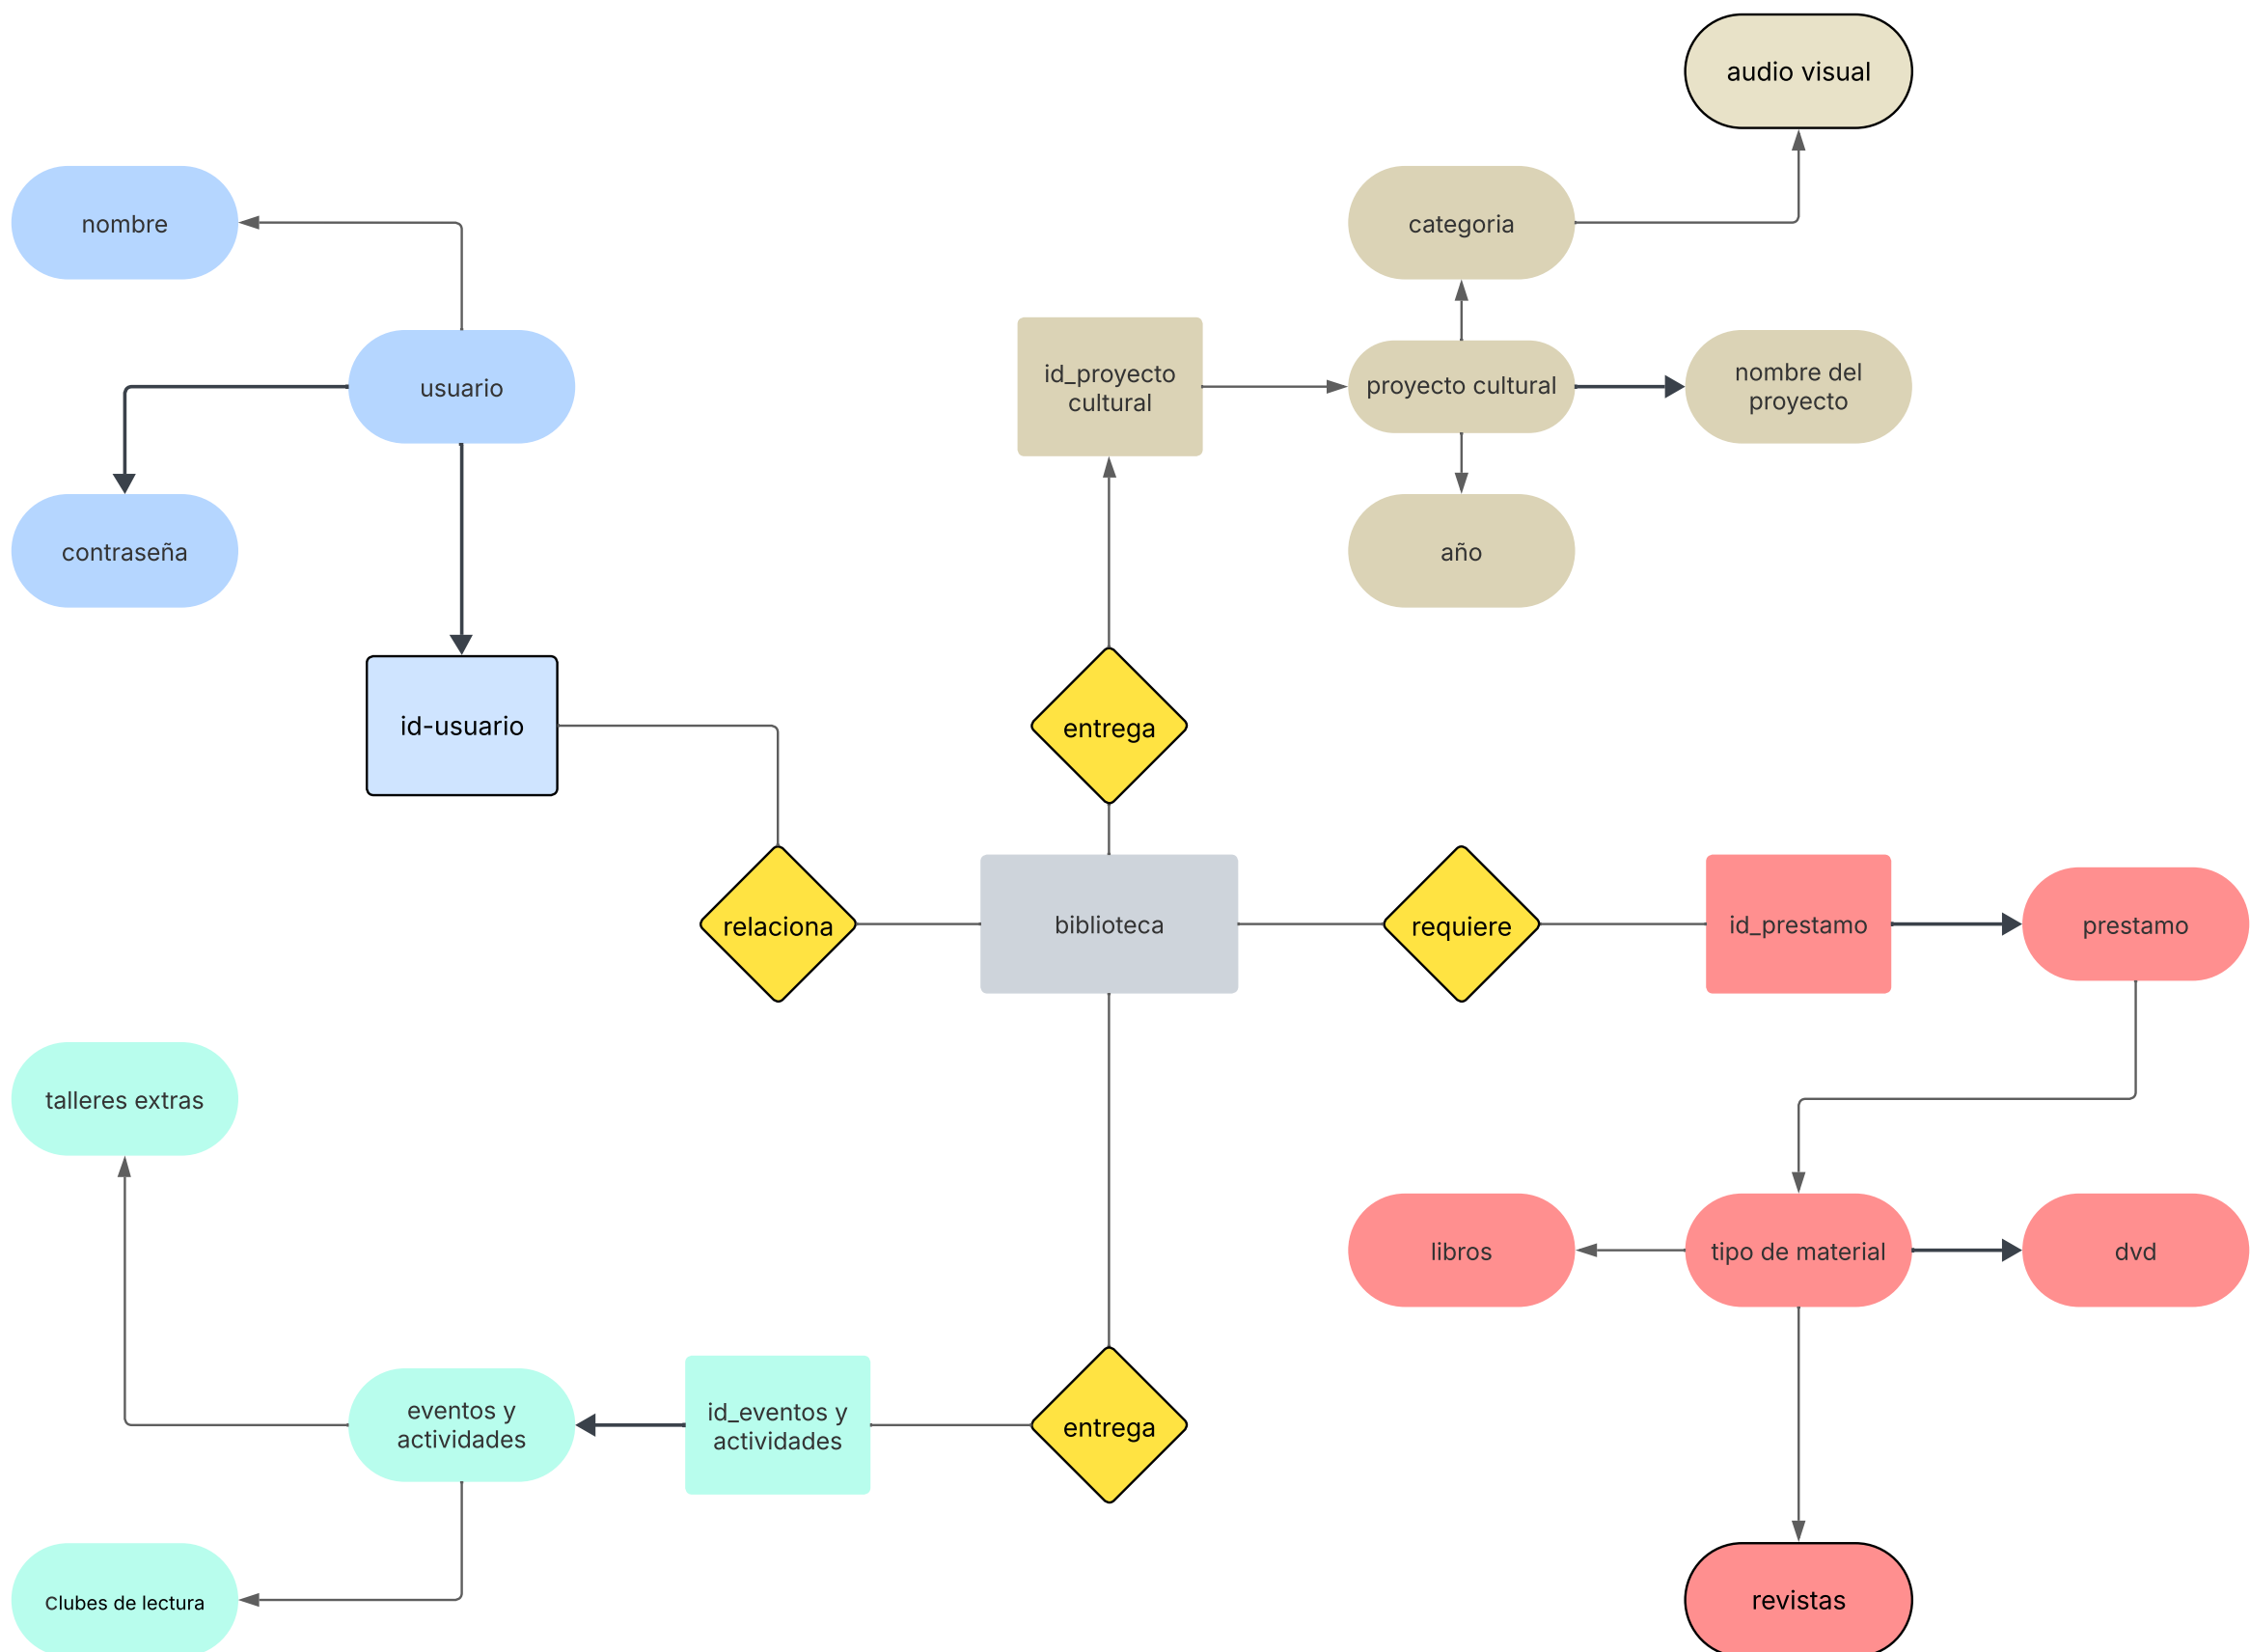 audio visual
nombre
categoria
usuario
id_proyecto
cultural
proyecto cultural
nombre del
proyecto
contraseña
año
id-usuario
entrega
relaciona
biblioteca
requiere
id_prestamo
prestamo
talleres extras
libros
tipo de material
dvd
eventos y
actividades
id_eventos y
actividades
entrega
Clubes de lectura
revistas